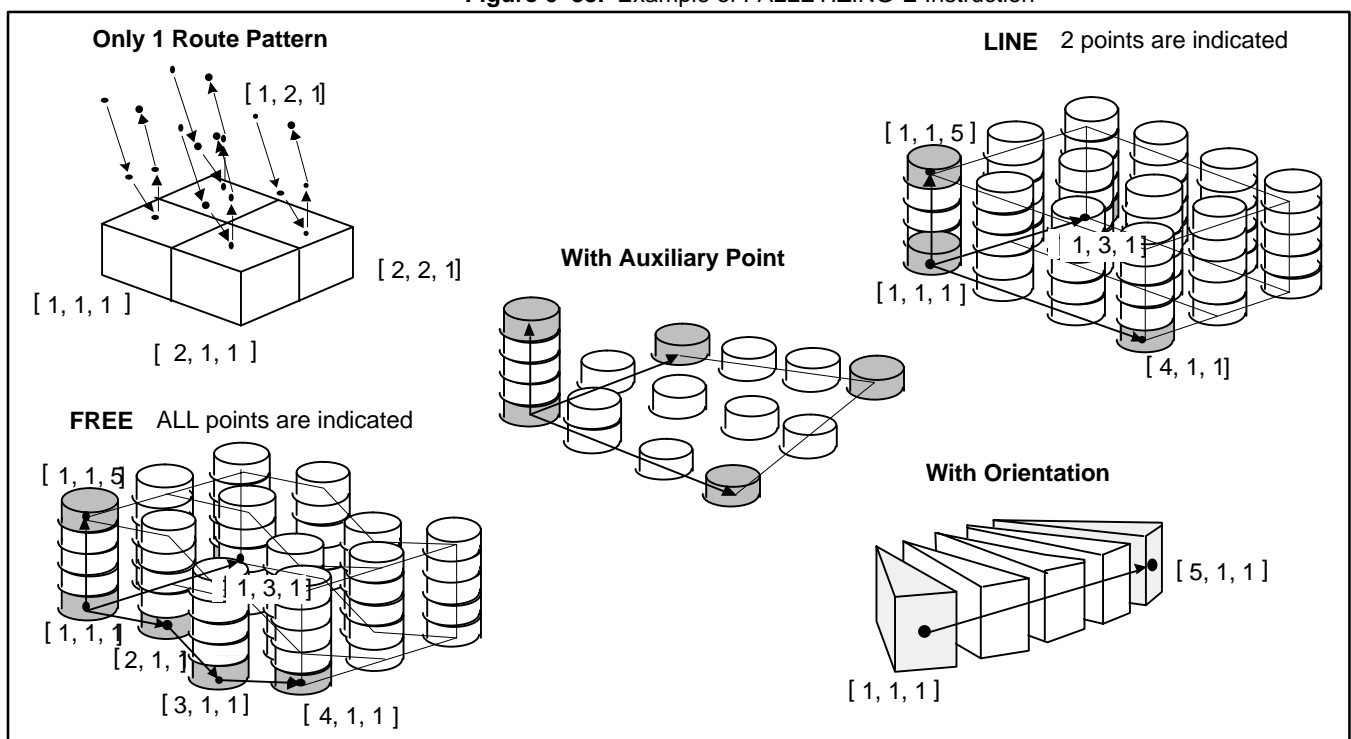 Only 1 Route Pattern
[ 1, 2, 1]
[ 2, 2, 1]
[ 1, 1, 1 ]
[ 2, 1, 1 ]
LINE 2 points are indicated
[ 1, 1, 5 ]
[ 1, 3, 1]
[ 1, 1, 1 ]
[ 4, 1, 1]
With Auxiliary Point
FREE ALL points are indicated
[ 1, 1, 5]
[ 1, 3, 1]
[ 1, 1, 1]
[2, 1, 1]
[ 3, 1, 1]
[ 4, 1, 1 ]
With Orientation
[ 5, 1, 1 ]
[ 1, 1, 1 ]